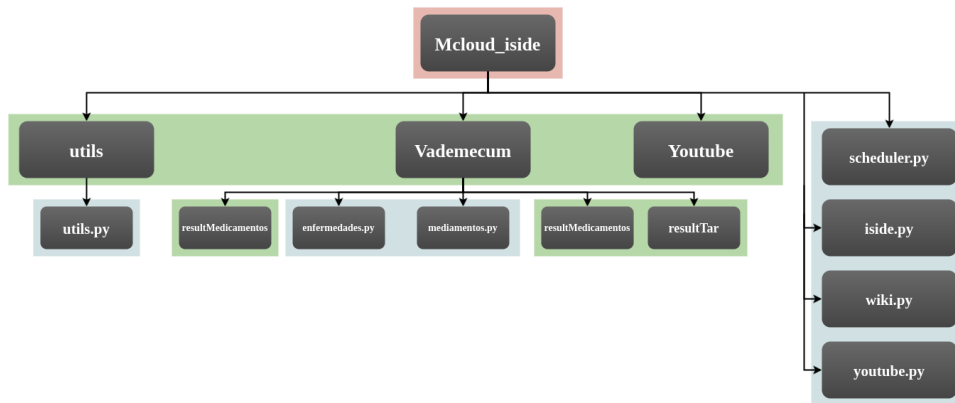 Mcloud_iside
utils
Vademecum
Youtube
scheduler.py
utils.py
resultMedicamentos
enfermedades.py
mediamentos.py
resultMedicamentos
resultTar
iside.py
wiki.py
youtube.py